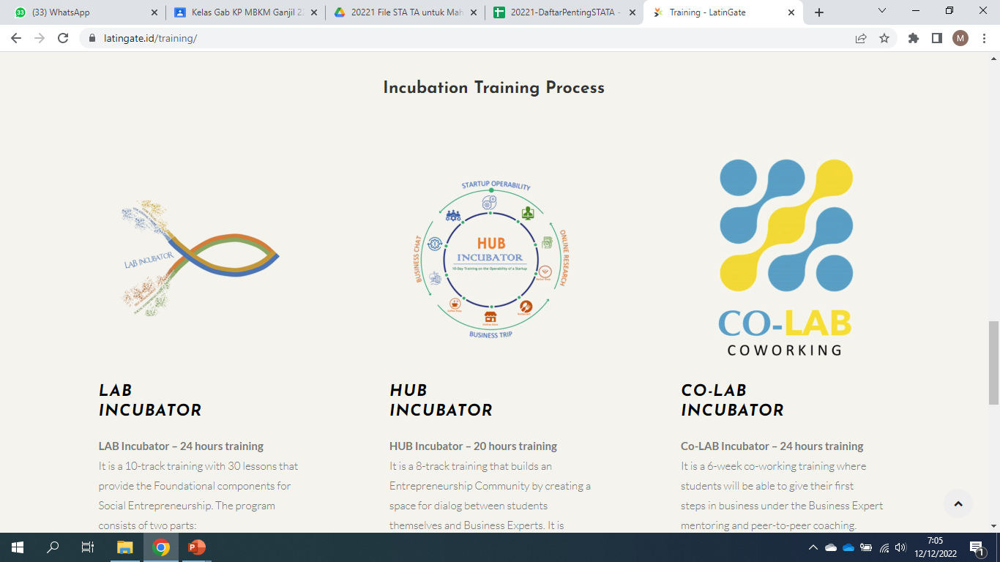 (33) WhatsApp
Kelas Gab KP MBKM Ganjil 2
20221 File STA TA untuk Mah
20221-DaftarPentingSTATA -
Training - LatinGate
latingate.id/training/
M
Incubation Training Process
LAB INCUBATOR
STARTUP OPERABILITY
BUSINESS CHAT
ONLINE RESEARCH
HUB
INCUBATOR
10-Day Training on the Operability of a Startup
Coffee Shop
Restaurant
BUSINESS TRIP
CO-LAB
COWORKING
LAB
INCUBATOR
LAB Incubator – 24 hours training
It is a 10-track training with 30 lessons that
provide the Foundational components for
Social Entrepreneurship. The program
consists of two parts:
HUB
INCUBATOR
HUB Incubator – 20 hours training
It is a 8-track training that builds an
Entrepreneurship Community by creating a
space for dialog between students
themselves and Business Experts. It is
CO-LAB
INCUBATOR
Co-LAB Incubator – 24 hours training
It is a 6-week co-working training where
students will be able to give their first
steps in business under the Business Expert
mentoring and peer-to-peer coaching.
7:05
12/12/2022
1